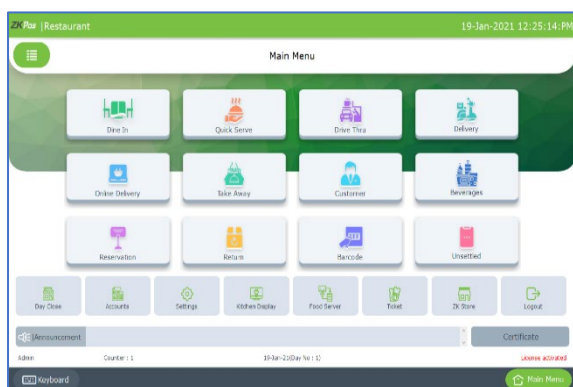 ZKPos |Restaurant 19-Jan-2021 12:25:14:PM
Main Menu
Dine In Quick Serve Drive Thru Delivery
Online Delivery Take Away Customer Beverages
Reservation Return Barcode Unsettled
Day Close Accounts Settings Kitchen Display Food Server Ticket ZK Store Logout
Announcement Certificate
Admin Counter : 1 19-Jan-21(Day No : 1) License activated
Keyboard Main Menu